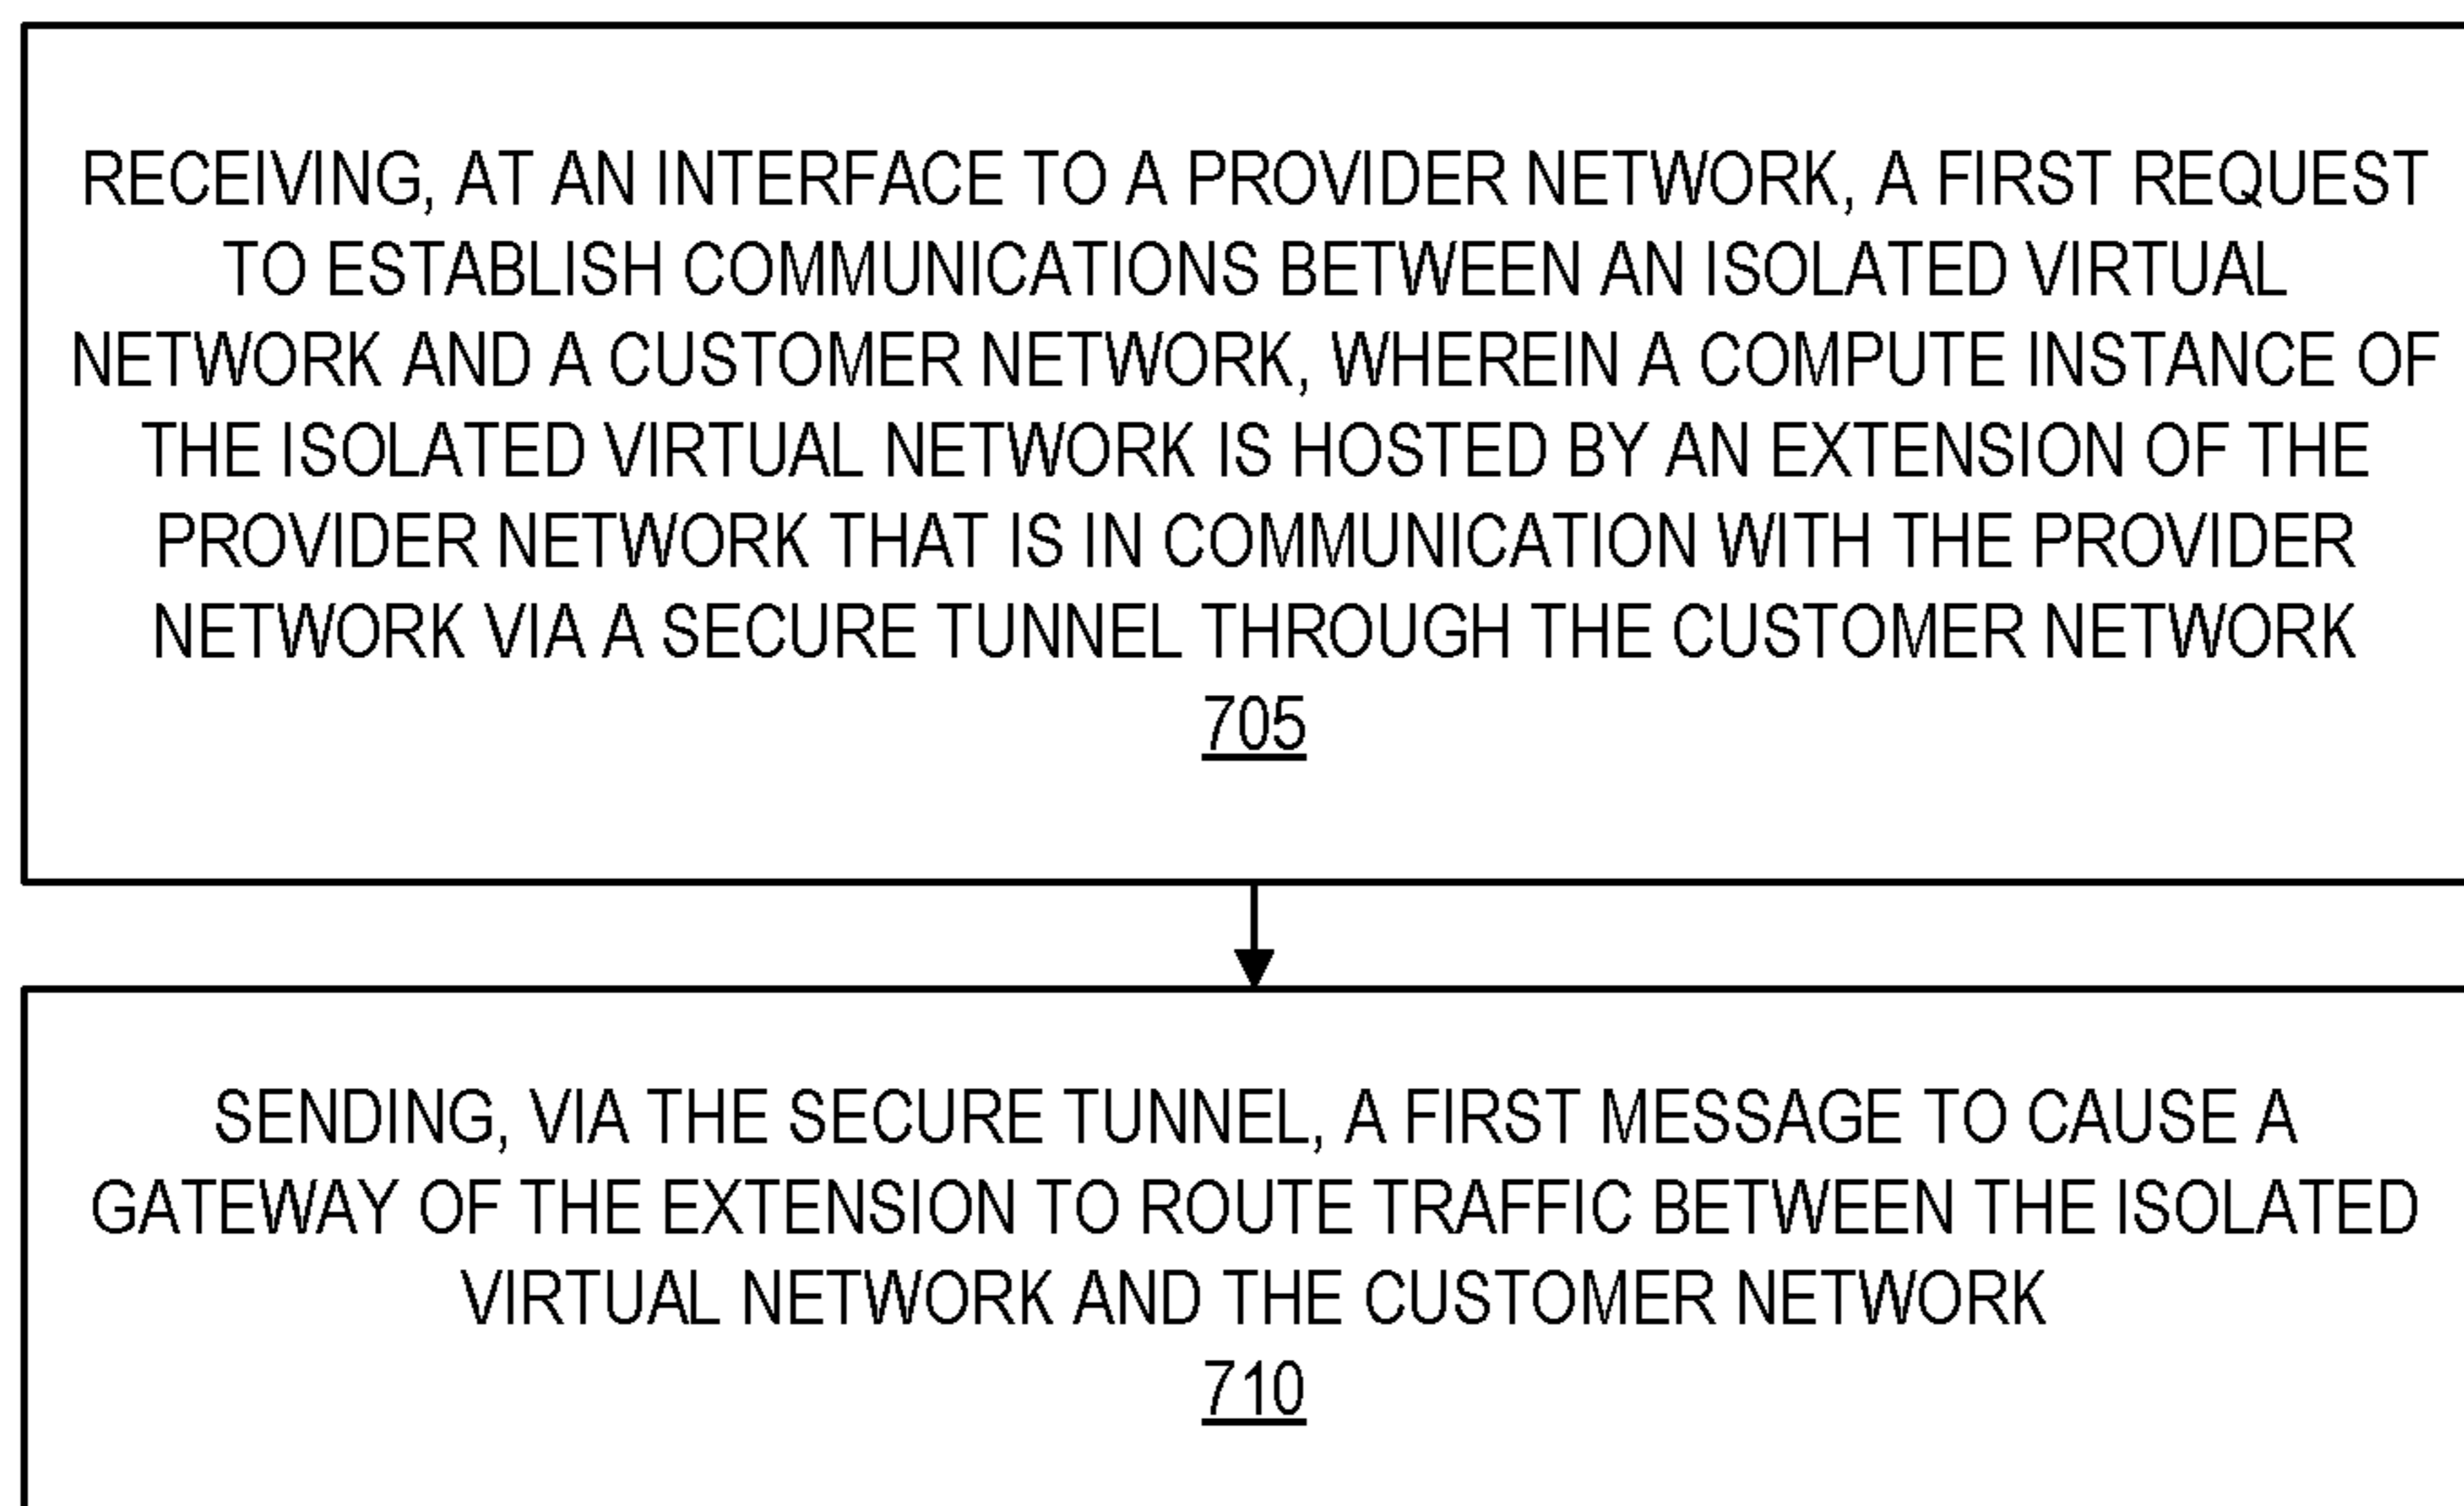 RECEIVING, AT AN INTERFACE TO A PROVIDER NETWORK, A FIRST REQUEST
TO ESTABLISH COMMUNICATIONS BETWEEN AN ISOLATED VIRTUAL
NETWORK AND A CUSTOMER NETWORK, WHEREIN A COMPUTE INSTANCE OF
THE ISOLATED VIRTUAL NETWORK IS HOSTED BY AN EXTENSION OF THE
PROVIDER NETWORK THAT IS IN COMMUNICATION WITH THE PROVIDER
NETWORK VIA A SECURE TUNNEL THROUGH THE CUSTOMER NETWORK
705
SENDING, VIA THE SECURE TUNNEL, A FIRST MESSAGE TO CAUSE A
GATEWAY OF THE EXTENSION TO ROUTE TRAFFIC BETWEEN THE ISOLATED
VIRTUAL NETWORK AND THE CUSTOMER NETWORK
710